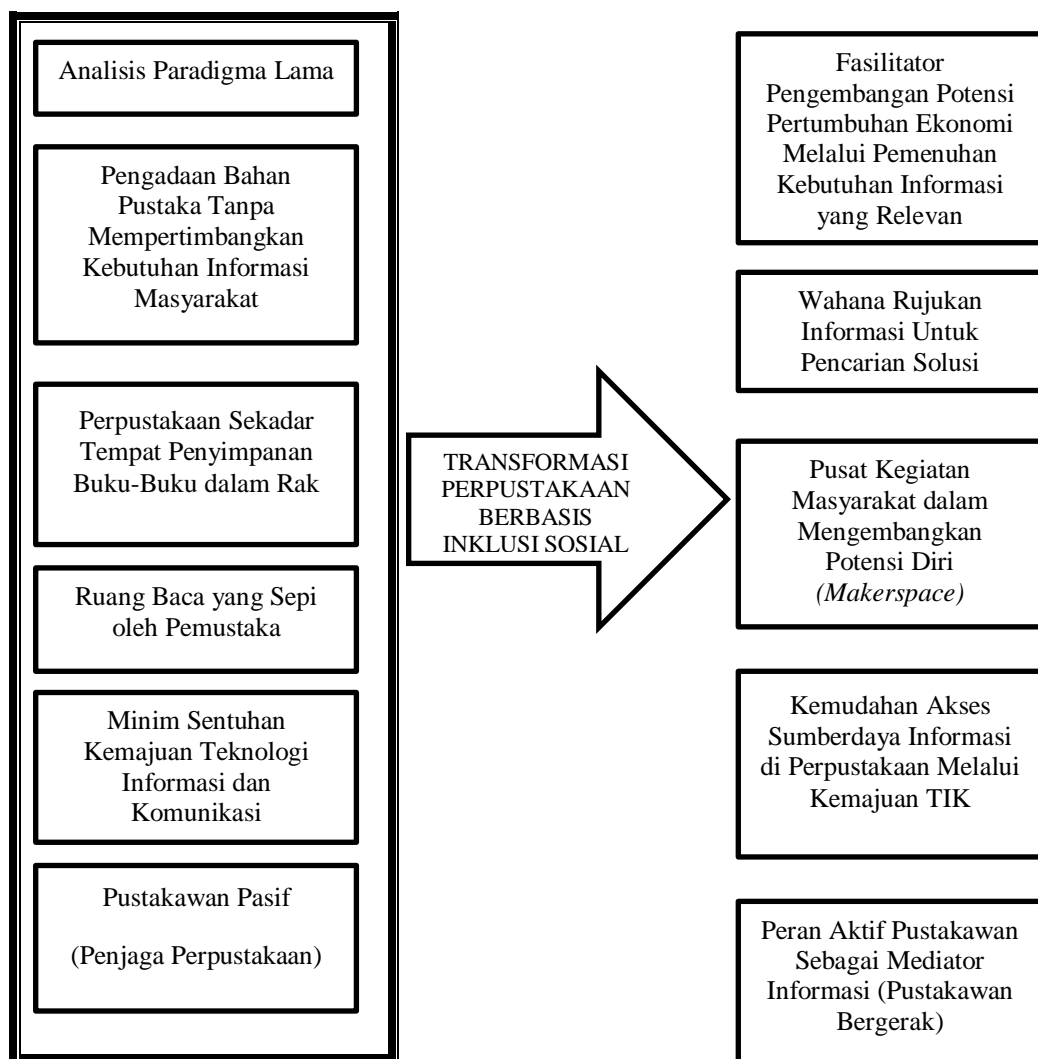 Analisis Paradigma Lama
Pengadaan Bahan
Pustaka Tanpa
Mempertimbangkan
Kebutuhan Informasi
Masyarakat
Perpustakaan Sekadar
Tempat Penyimpanan
Buku-Buku dalam Rak
Ruang Baca yang Sepi
oleh Pemustaka
Minim Sentuhan
Kemajuan Teknologi
Informasi dan
Komunikasi
Pustakawan Pasif
(Penjaga Perpustakaan)
TRANSFORMASI
PERPUSTAKAAN
BERBASIS
INKLUSI SOSIAL
Fasilitator
Pengembangan Potensi
Pertumbuhan Ekonomi
Melalui Pemenuhan
Kebutuhan Informasi
yang Relevan
Wahana Rujukan
Informasi Untuk
Pencarian Solusi
Pusat Kegiatan
Masyarakat dalam
Mengembangkan
Potensi Diri
(Makerspace)
Kemudahan Akses
Sumberdaya Informasi
di Perpustakaan Melalui
Kemajuan TIK
Peran Aktif Pustakawan
Sebagai Mediator
Informasi (Pustakawan
Bergerak)